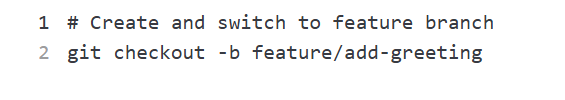 1 # Create and switch to feature branch
2 git checkout -b feature/add-greeting